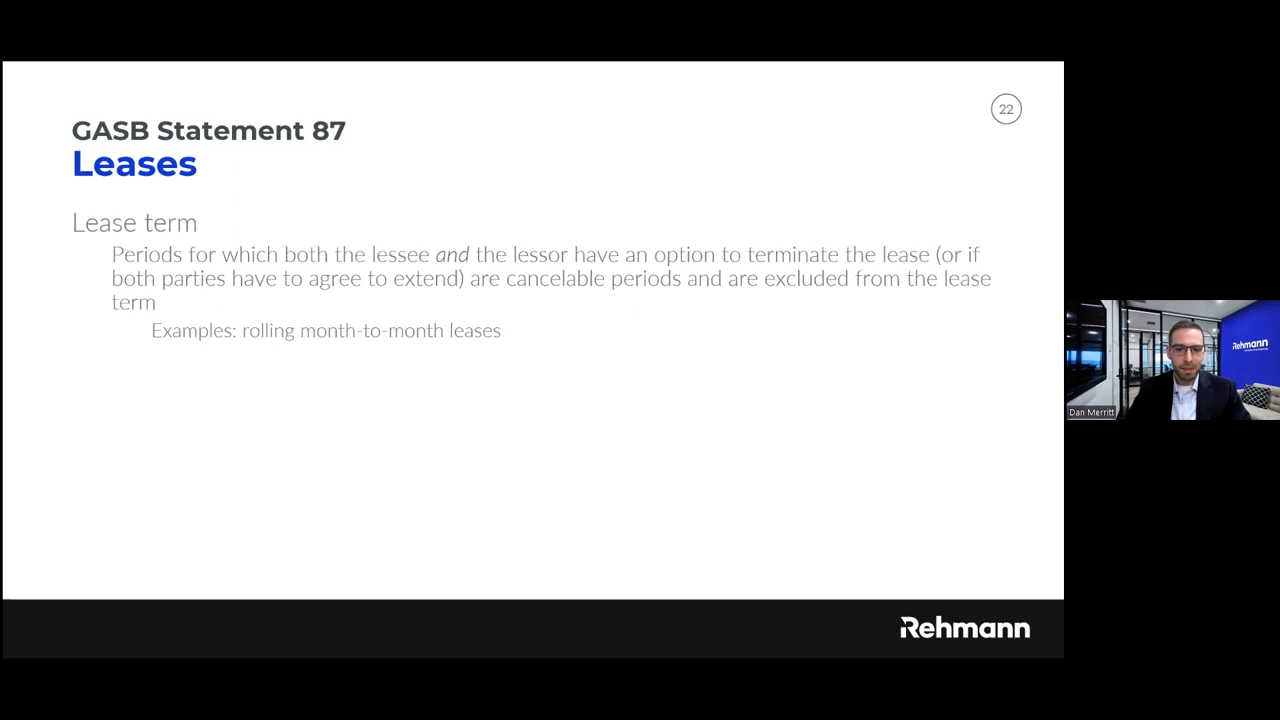 22
GASB Statement 87
Leases
Lease term
Periods for which both the lessee and the lessor have an option to terminate the lease (or if
both parties have to agree to extend) are cancelable periods and are excluded from the lease
term
Examples: rolling month-to-month leases
Rehmann
Dan Merritt
Rehmann